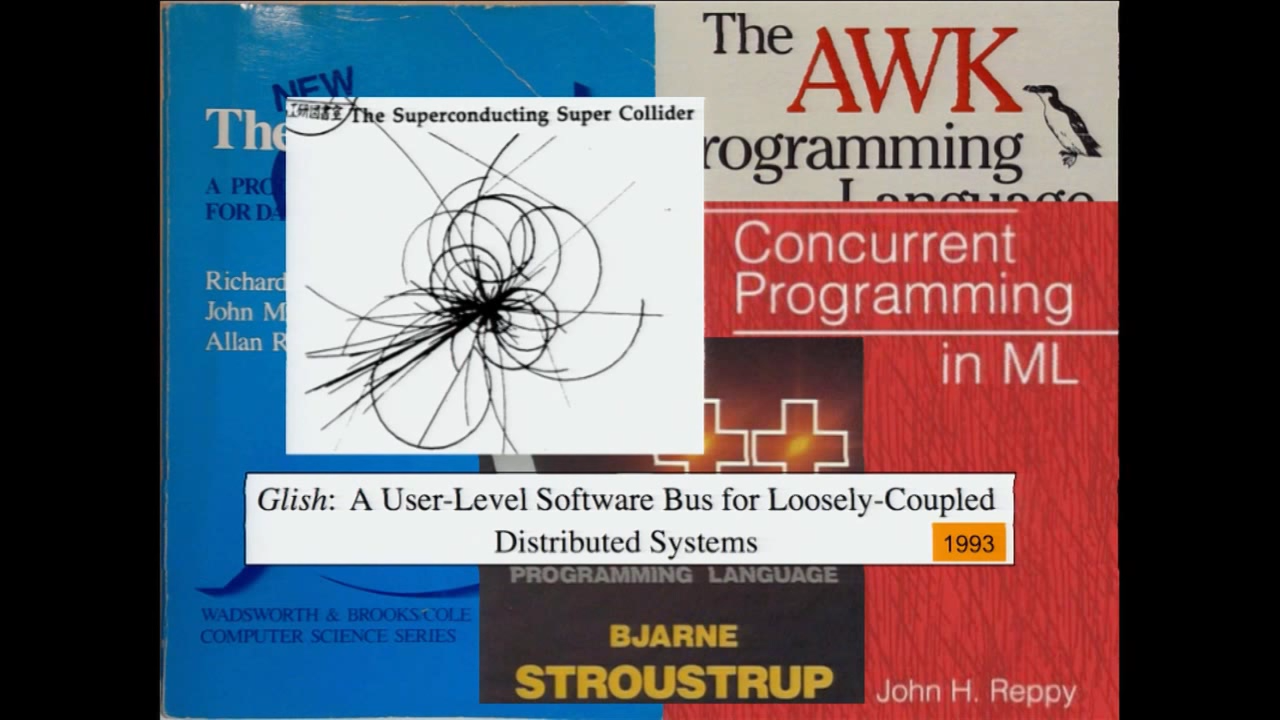 NEW
The
A PRO
FOR DA
Richard
John M
Allan R
WADSWORTH & BROOKS/COLE
COMPUTER SCIENCE SERIES
The Superconducting Super Collider
The
AWK
rogramming
Language
Concurrent
Programming
in ML
John H. Reppy
++
Glish: A User-Level Software Bus for Loosely-Coupled
Distributed Systems
1993
PROGRAMMING LANGUAGE
BJARNE
STROUSTRUP